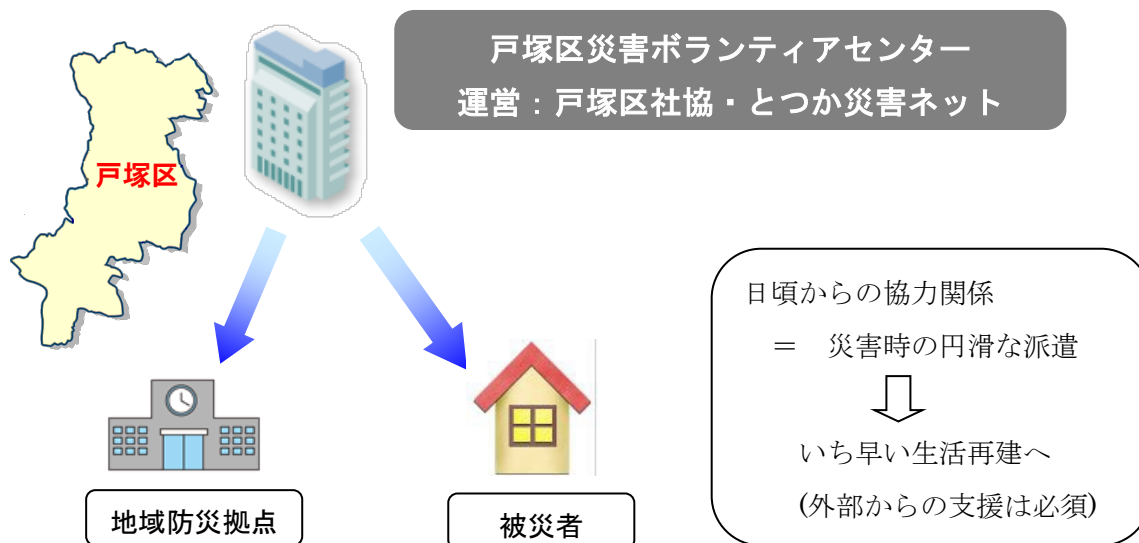 戸塚区災害ボランティアセンター
運営：戸塚区社協・とつか災害ネット
戸塚区
日頃からの協力関係
＝　災害時の円滑な派遣
いち早い生活再建へ
(外部からの支援は必須)
地域防災拠点
被災者